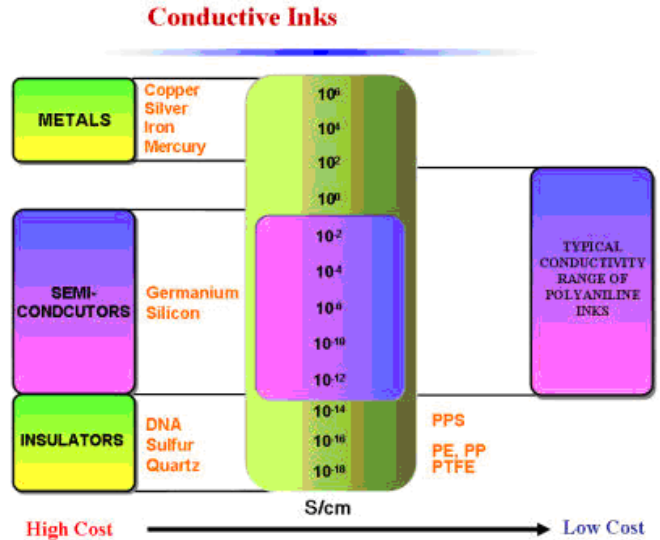 Conductive Inks
METALS
Copper
Silver
Iron
Mercury
10⁶
10⁴
10²
10⁰
10⁻²
10⁻⁴
10⁻⁶
10⁻¹⁰
10⁻¹²
10⁻¹⁴
10⁻¹⁶
10⁻¹⁸
SEMI-
CONDCUTORS
Germanium
Silicon
TYPICAL
CONDUCTIVITY
RANGE OF
POLYANILINE
INKS
INSULATORS
DNA
Sulfur
Quartz
PPS
PE, PP
PTFE
S/cm
High Cost
Low Cost